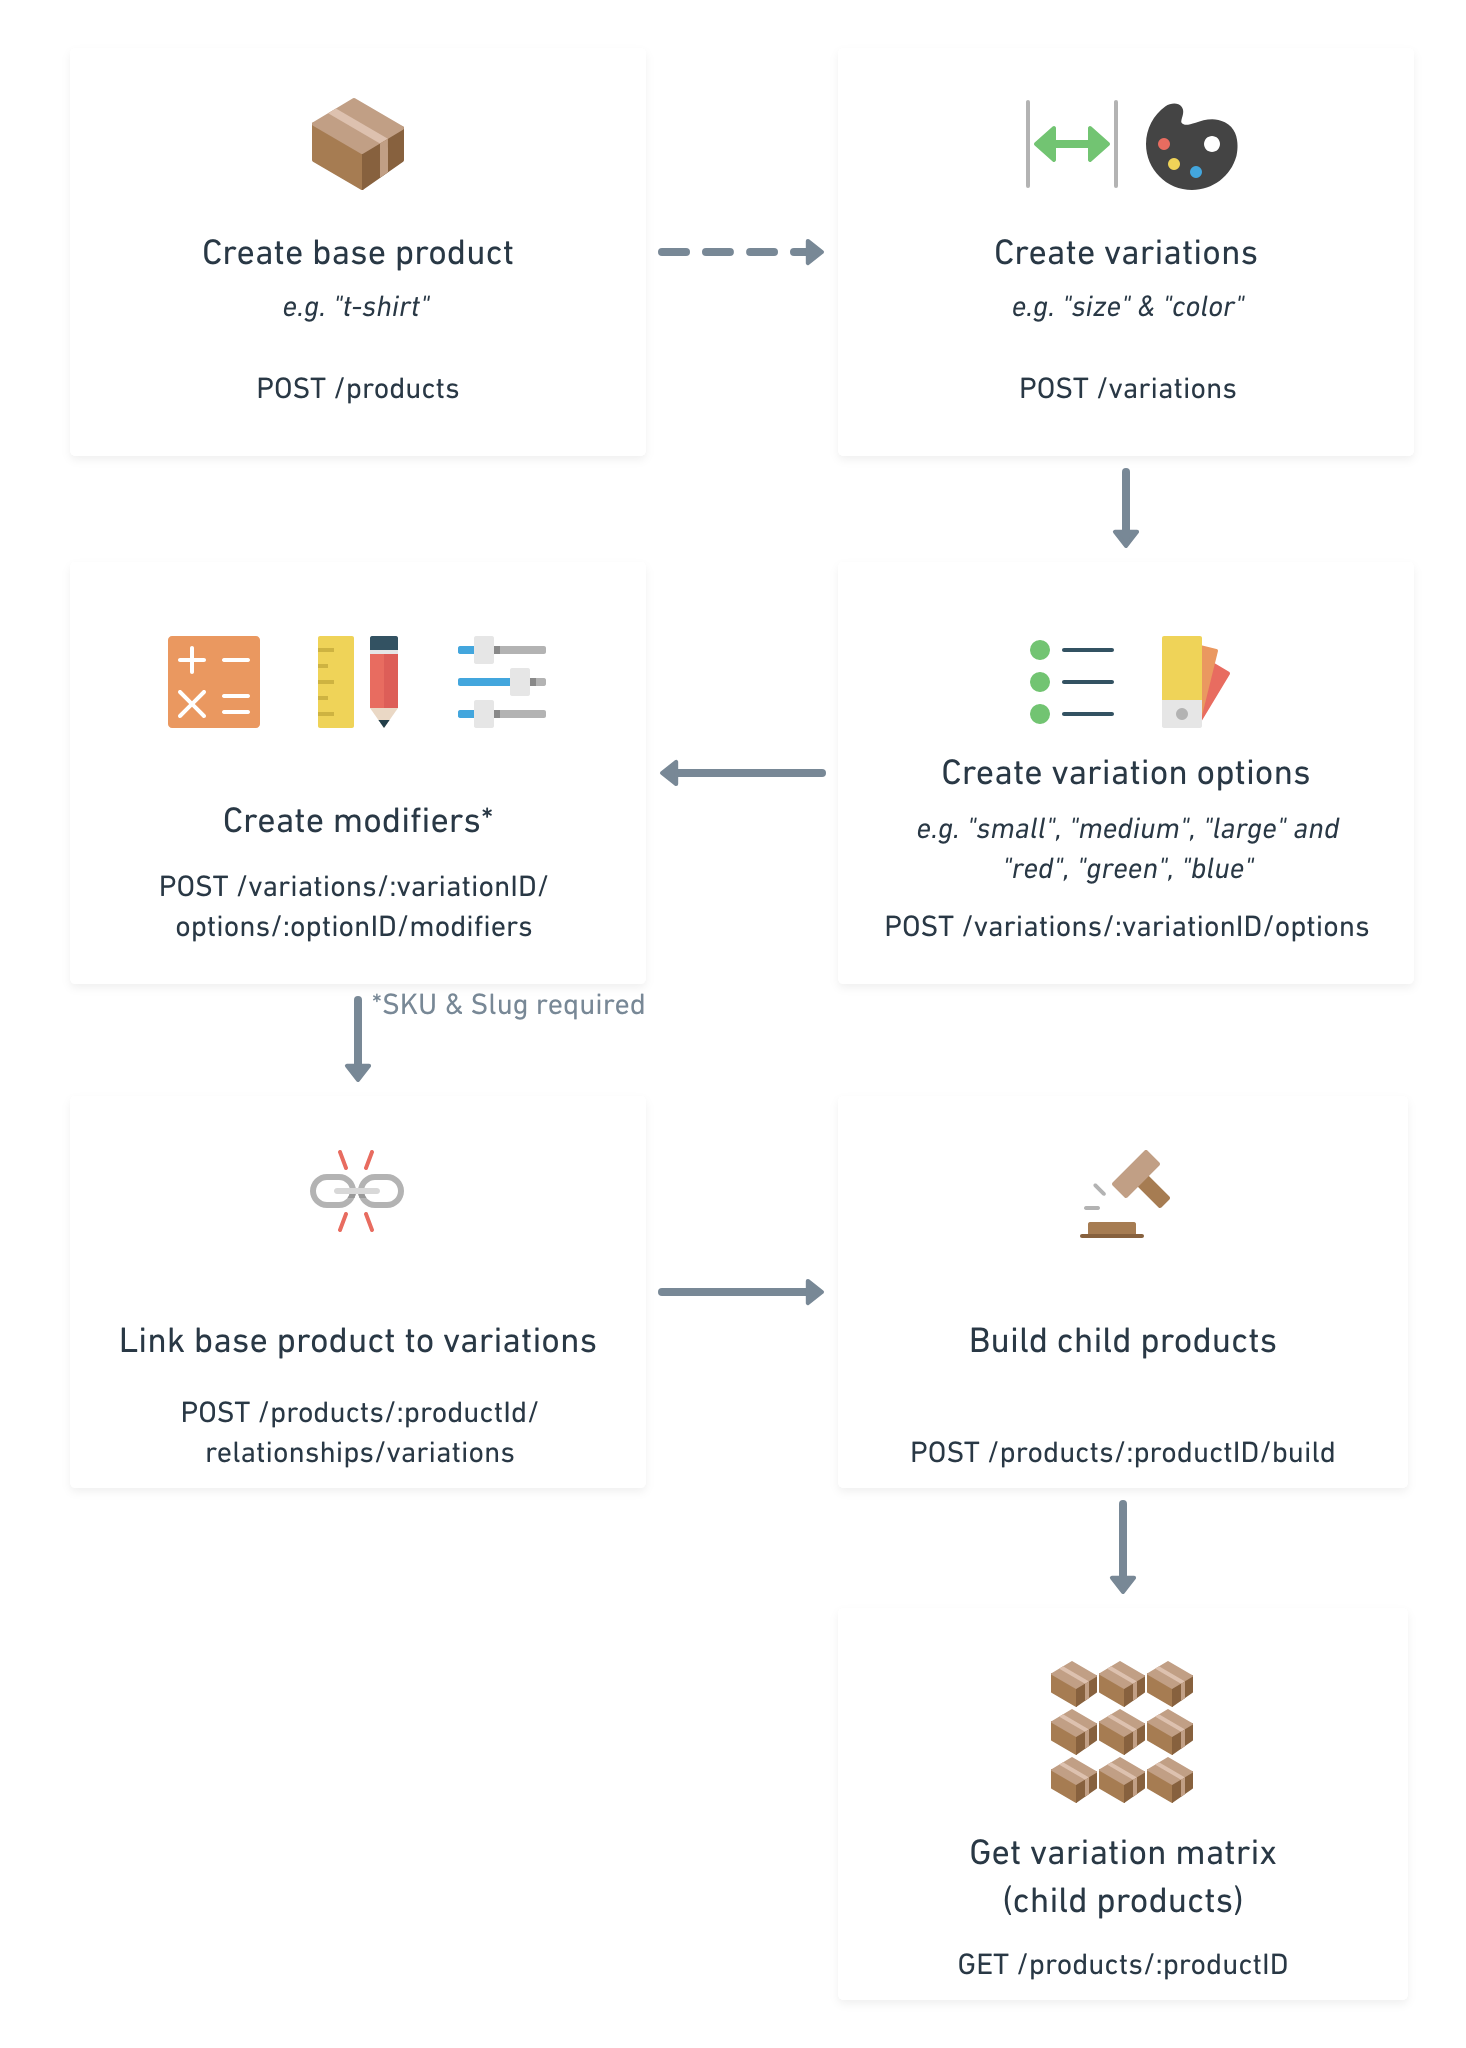 Create base product
e.g. "t-shirt"
POST /products
Create variations
e.g. "size" & "color"
POST /variations
Create variation options
e.g. "small", "medium", "large" and
"red", "green", "blue"
POST /variations/:variationID/options
Create modifiers*
POST /variations/:variationID/
options/:optionID/modifiers
*SKU & Slug required
Link base product to variations
POST /products/:productId/
relationships/variations
Build child products
POST /products/:productID/build
Get variation matrix
(child products)
GET /products/:productID